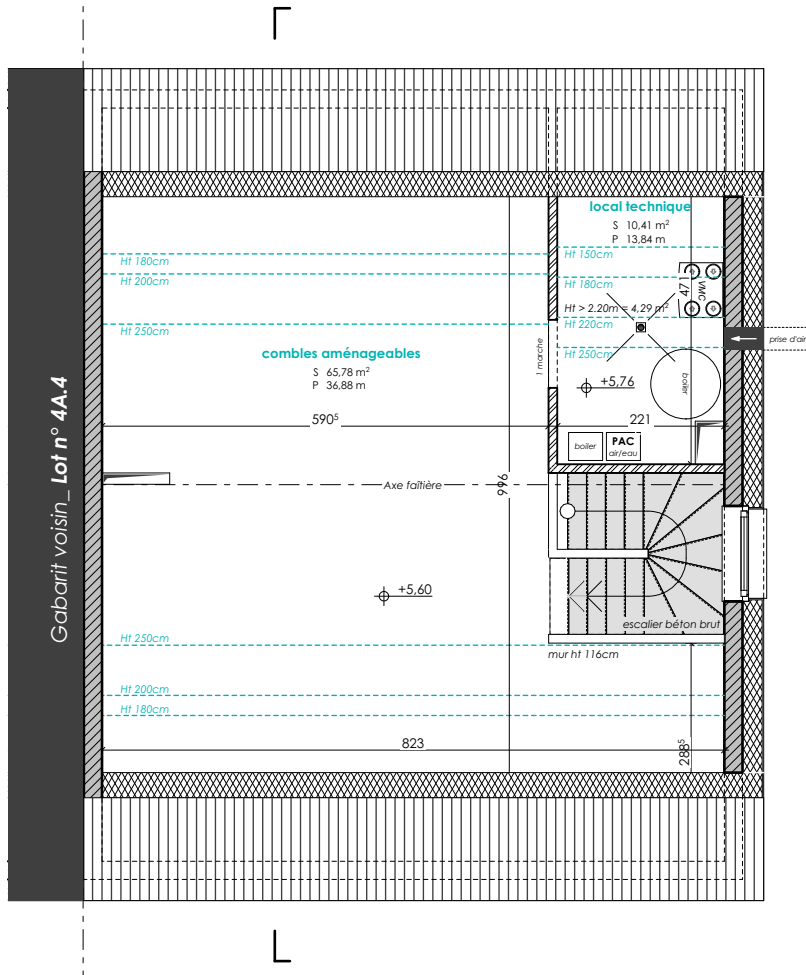 local technique
S 10,41 m²
P 13,84 m
Ht 150cm
Ht 180cm
Ht 180cm
Ht 200cm
471
VMC
Ht > 2.20m = 4,29 m²
Ht 220cm
Ht 250cm
Ht 250cm
prise d'air
combles aménageables
S 65,78 m²
P 36,88 m
1 marche
+5,76
boiler
590⁵
221
boiler
PAC
air/eau
Gabarit voisin_ Lot n° 4A.4
Axe faîtière
996
+5,60
escalier béton brut
Ht 250cm
mur ht 116cm
Ht 200cm
Ht 180cm
823
288⁵